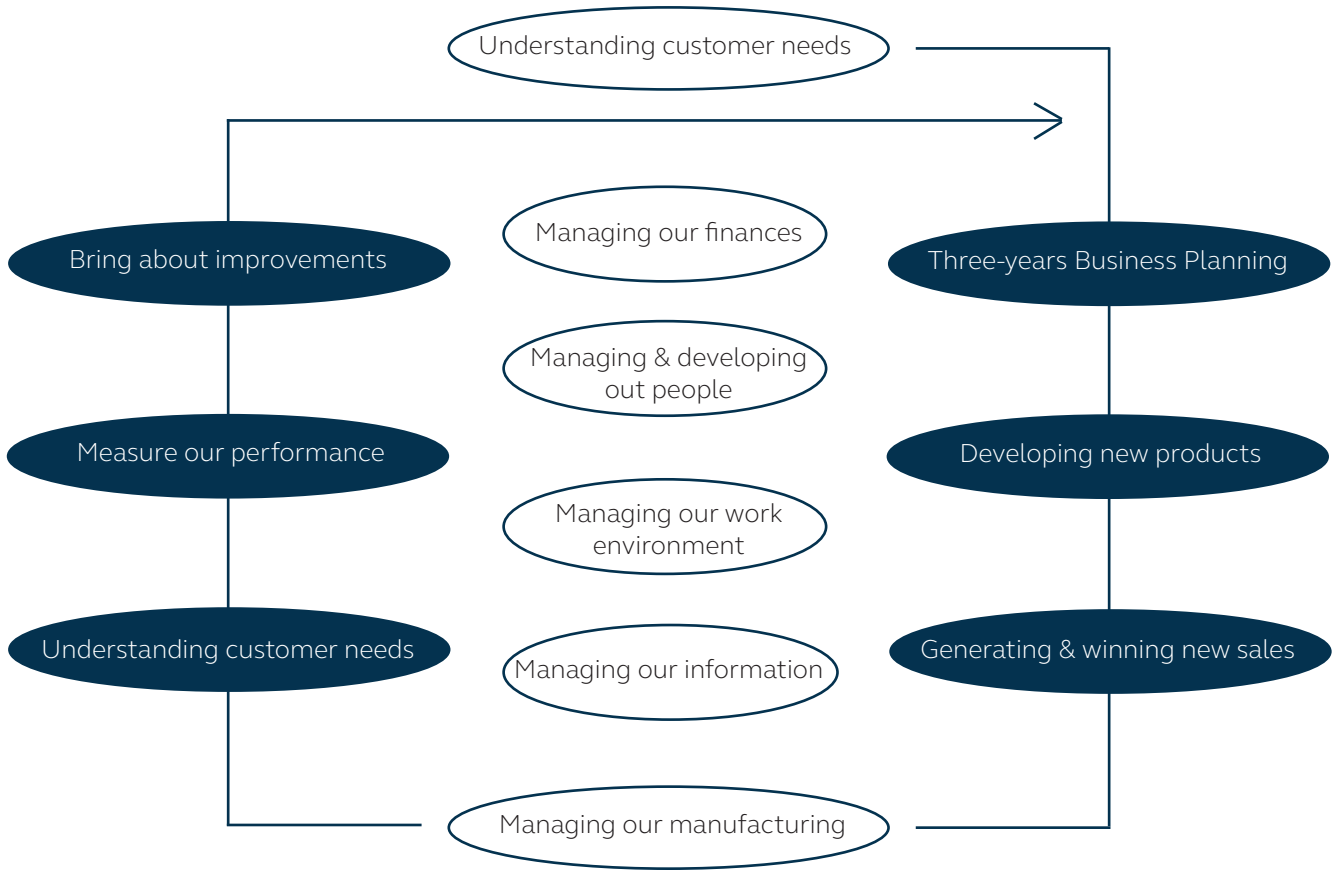 Understanding customer needs
Managing our finances
Bring about improvements
Three-years Business Planning
Managing & developing
out people
Measure our performance
Developing new products
Managing our work
environment
Understanding customer needs
Generating & winning new sales
Managing our information
Managing our manufacturing